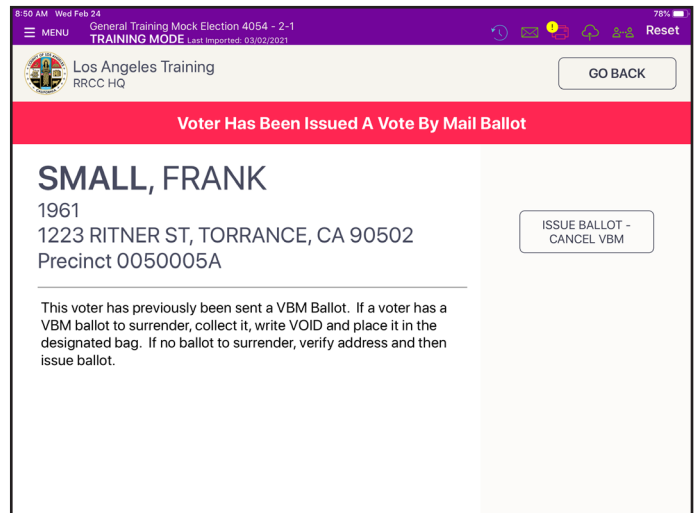 8:50 AM Wed Feb 24
78%
MENU
General Training Mock Election 4054 - 2-1
TRAINING MODE Last Imported: 03/02/2021
Reset
Los Angeles Training
RRCC HQ
GO BACK
Voter Has Been Issued A Vote By Mail Ballot
SMALL, FRANK
1961
1223 RITNER ST, TORRANCE, CA 90502
Precinct 0050005A
ISSUE BALLOT -
CANCEL VBM
This voter has previously been sent a VBM Ballot. If a voter has a
VBM ballot to surrender, collect it, write VOID and place it in the
designated bag. If no ballot to surrender, verify address and then
issue ballot.